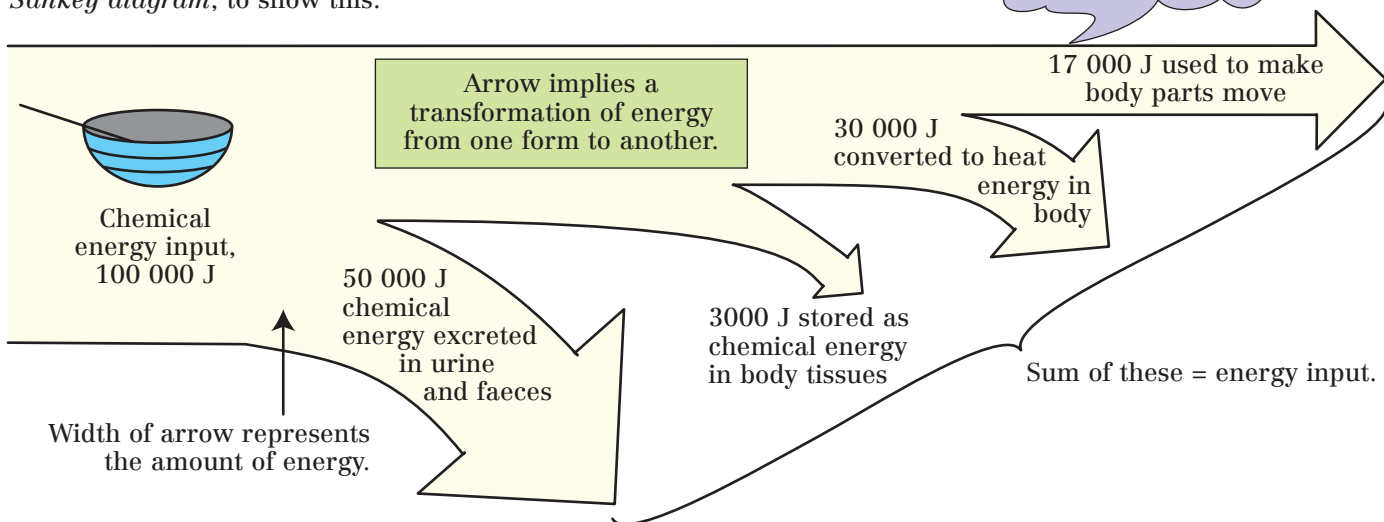 Sankey diagram, to show this.
17 000 J used to make
body parts move
Arrow implies a
transformation of energy
from one form to another.
30 000 J
converted to heat
energy in
body
Chemical
energy input,
100 000 J
50 000 J
chemical
energy excreted
in urine
and faeces
3000 J stored as
chemical energy
in body tissues
Sum of these = energy input.
Width of arrow represents
the amount of energy.